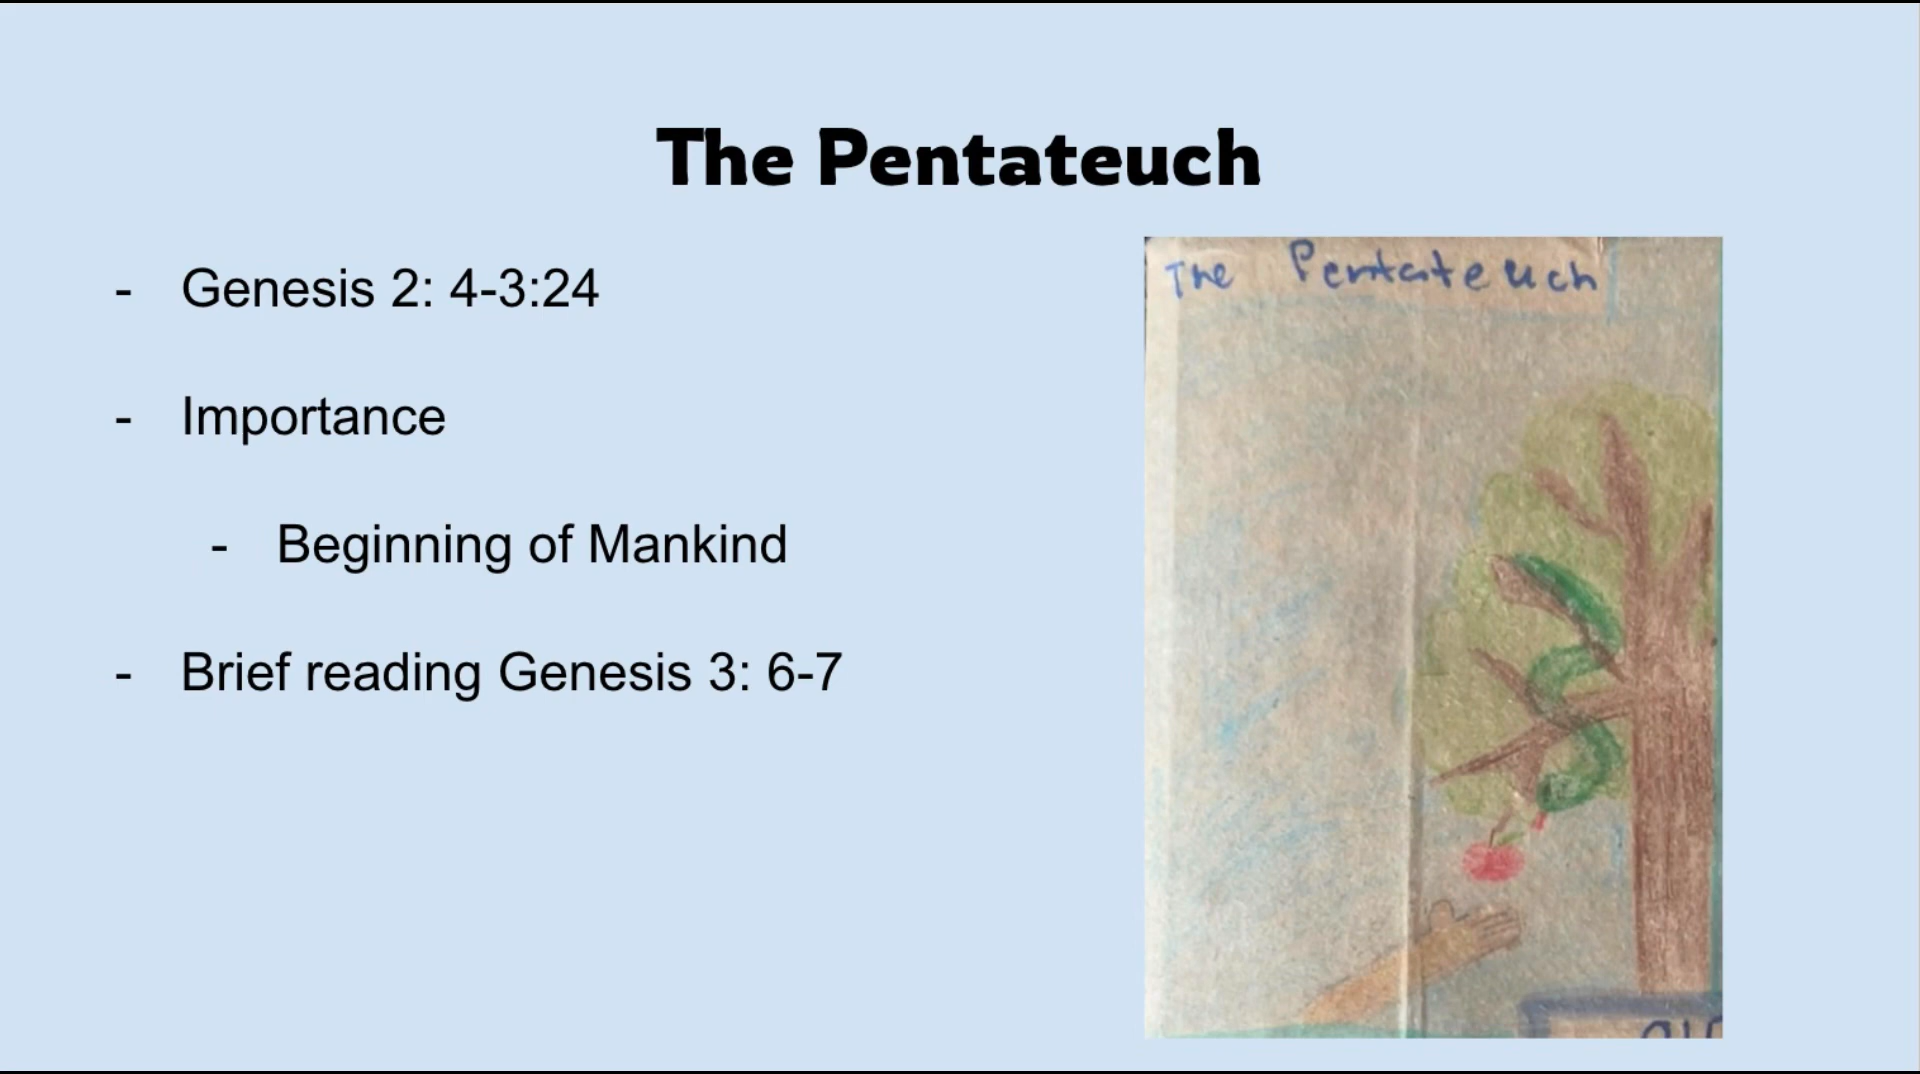 The Pentateuch
- Genesis 2: 4-3:24
- Importance
- Beginning of Mankind
- Brief reading Genesis 3: 6-7
The Pentateuch